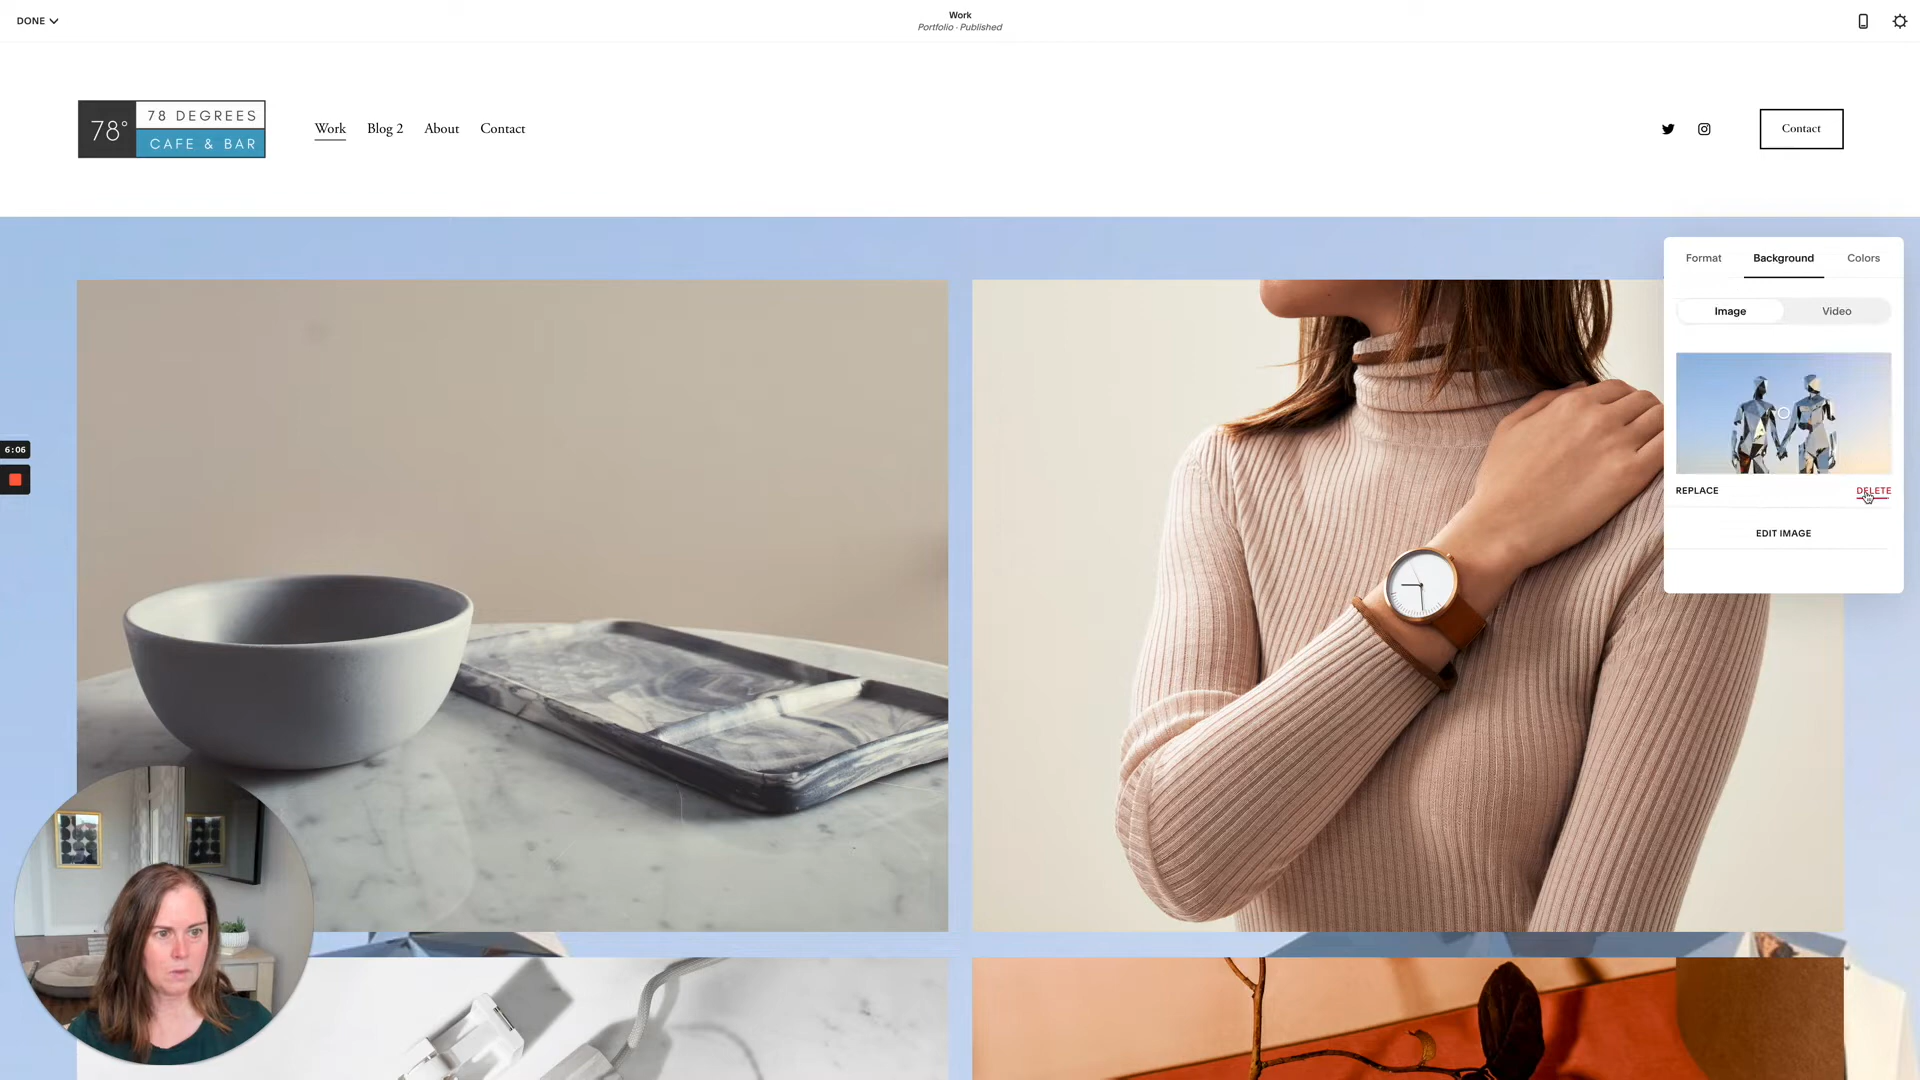 DONE
Work
Portfolio · Published
78°
78 DEGREES
CAFE & BAR
Work
Blog 2
About
Contact
Contact
Format
Background
Colors
Image
Video
REPLACE
DELETE
EDIT IMAGE
6:06